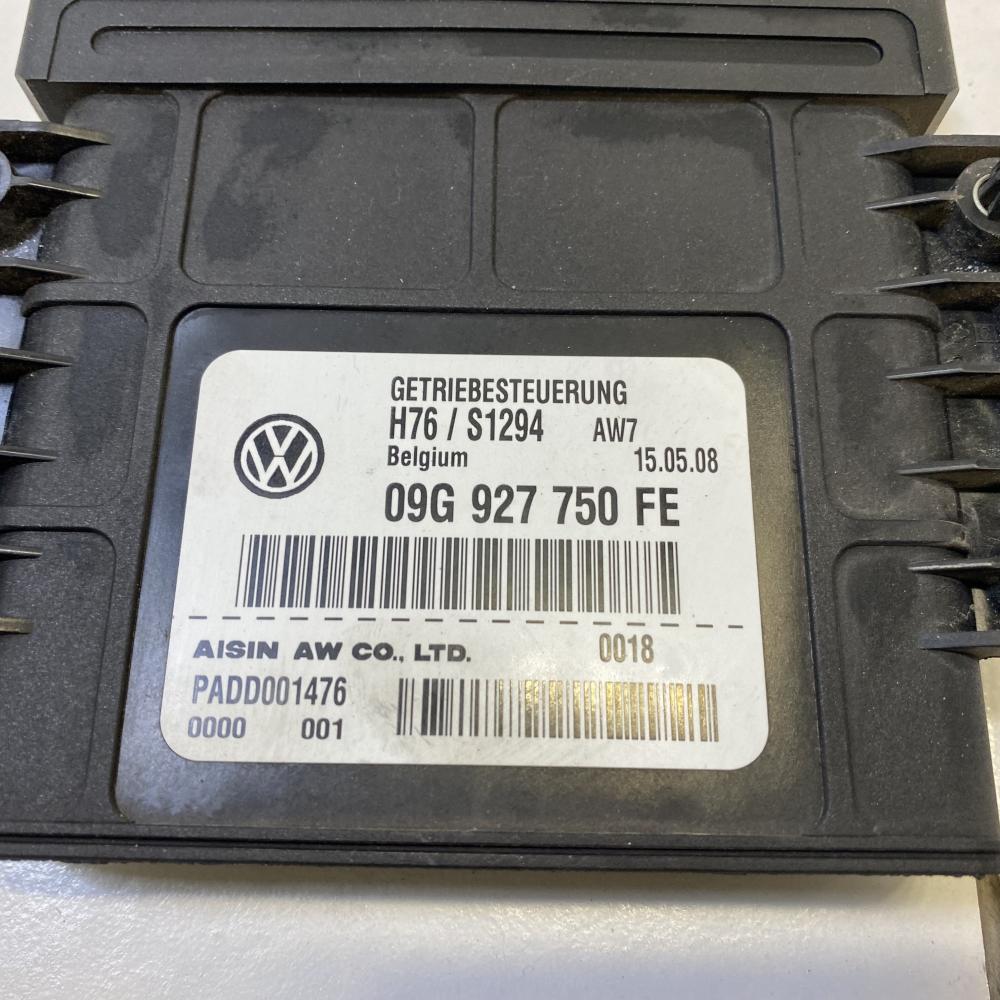 GETRIEBESTEUERUNG
H76 / S1294 AW7
Belgium 15.05.08
09G 927 750 FE
AISIN AW CO., LTD. 0018
PADD001476
0000 001